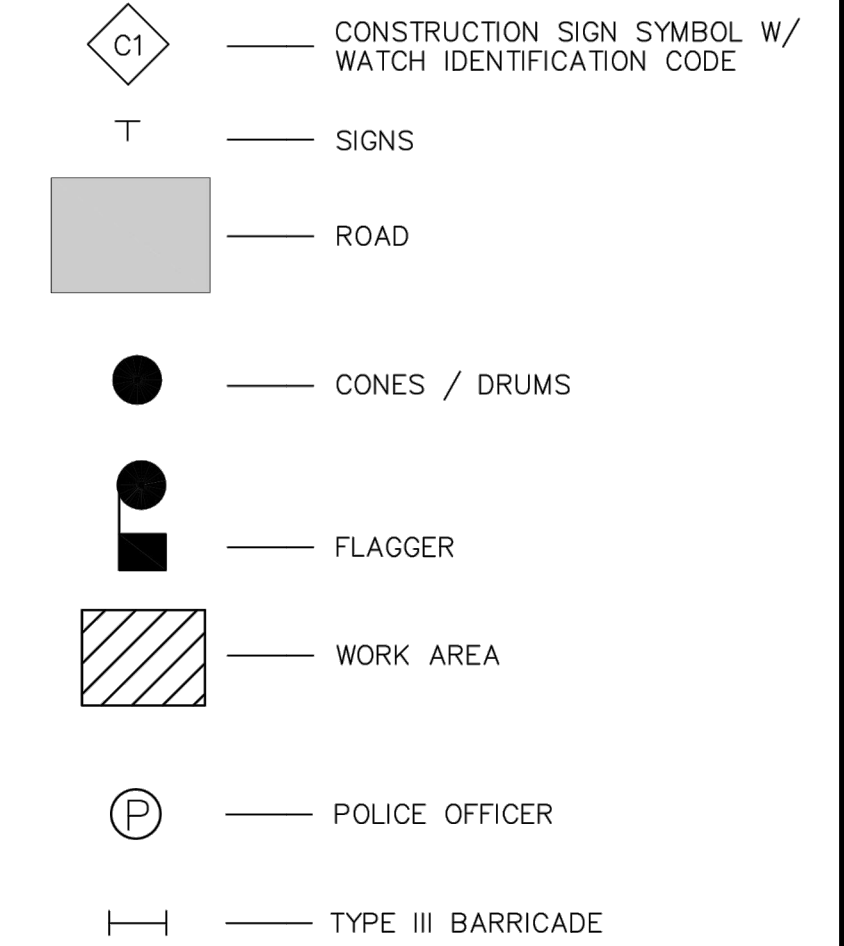 C1
CONSTRUCTION SIGN SYMBOL W/
WATCH IDENTIFICATION CODE
SIGNS
ROAD
CONES / DRUMS
FLAGGER
WORK AREA
P
POLICE OFFICER
TYPE III BARRICADE